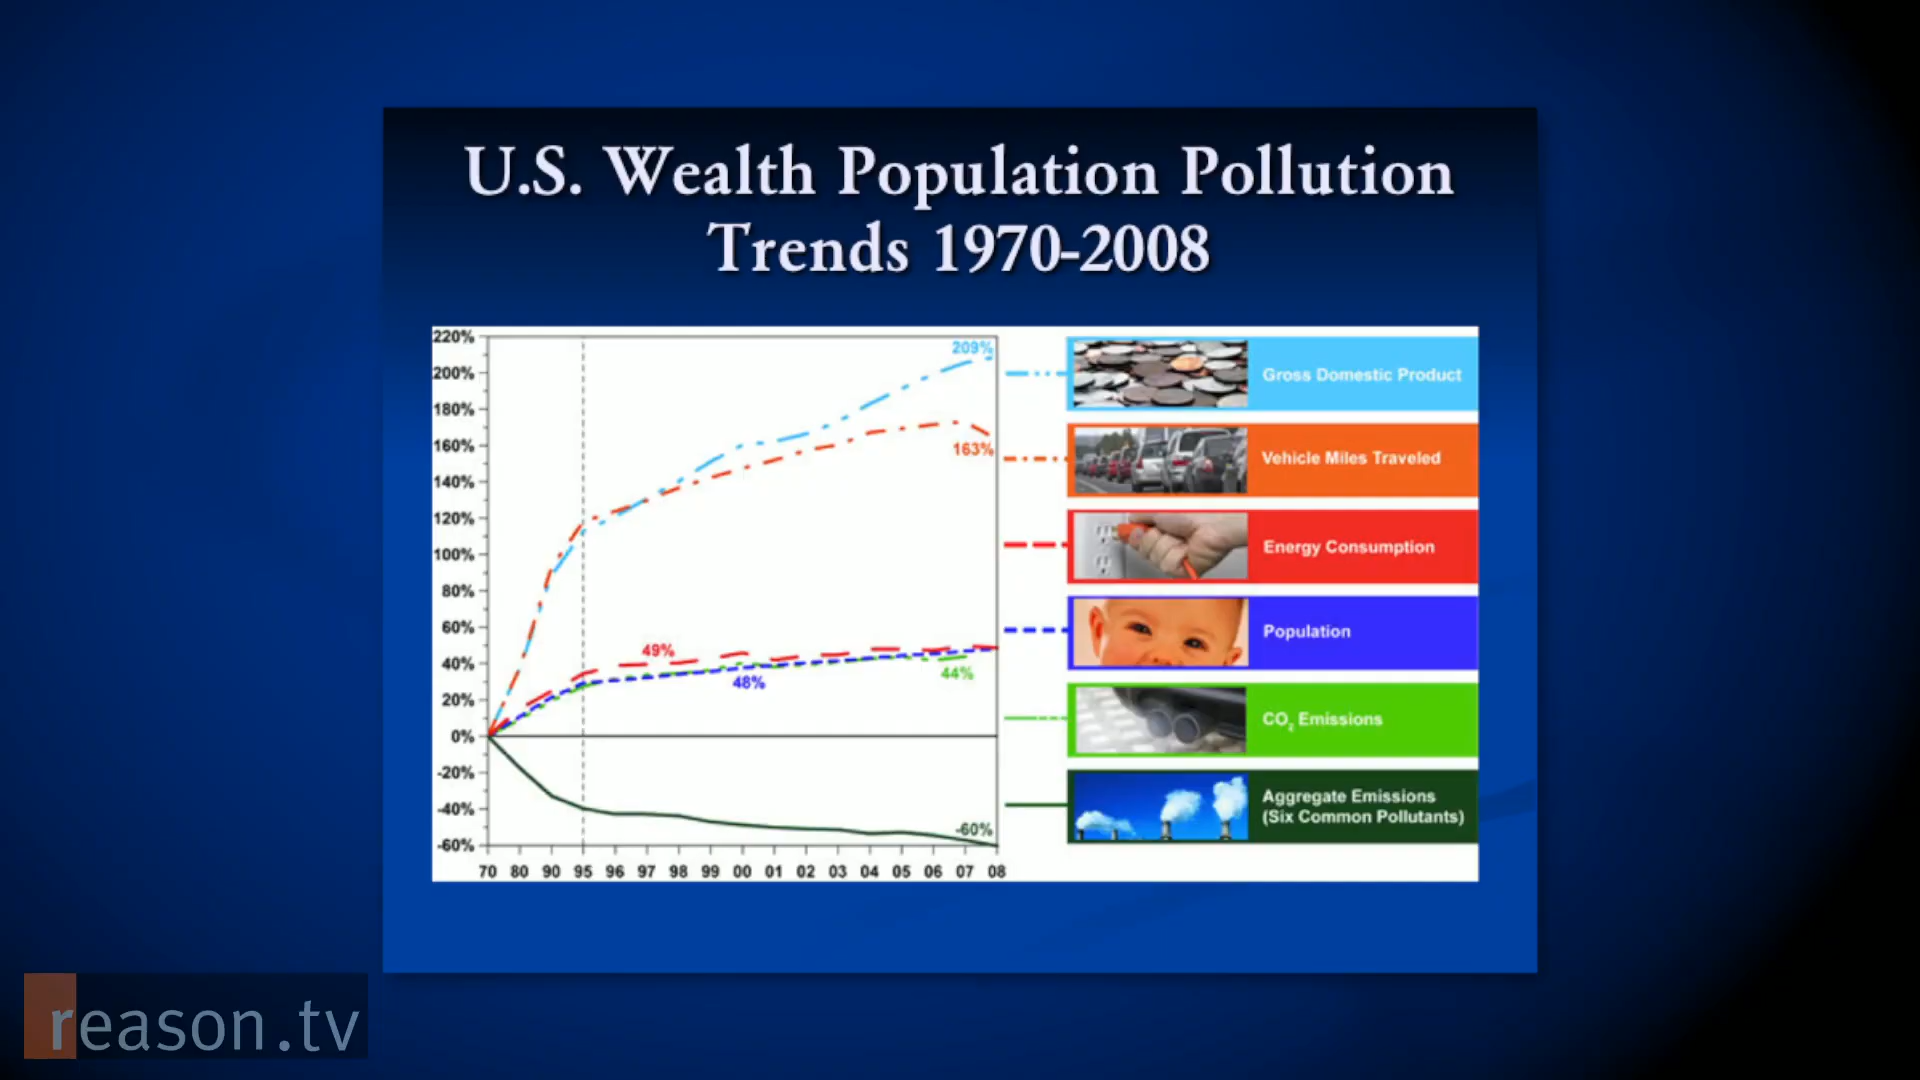 U.S. Wealth Population Pollution
Trends 1970-2008
220%
200%
180%
160%
140%
120%
100%
80%
60%
40%
20%
0%
-20%
-40%
-60%
209%
163%
49%
48%
44%
-60%
70 80 90 95 96 97 98 99 00 01 02 03 04 05 06 07 08
Gross Domestic Product
Vehicle Miles Traveled
Energy Consumption
Population
CO₂ Emissions
Aggregate Emissions
(Six Common Pollutants)
reason.tv